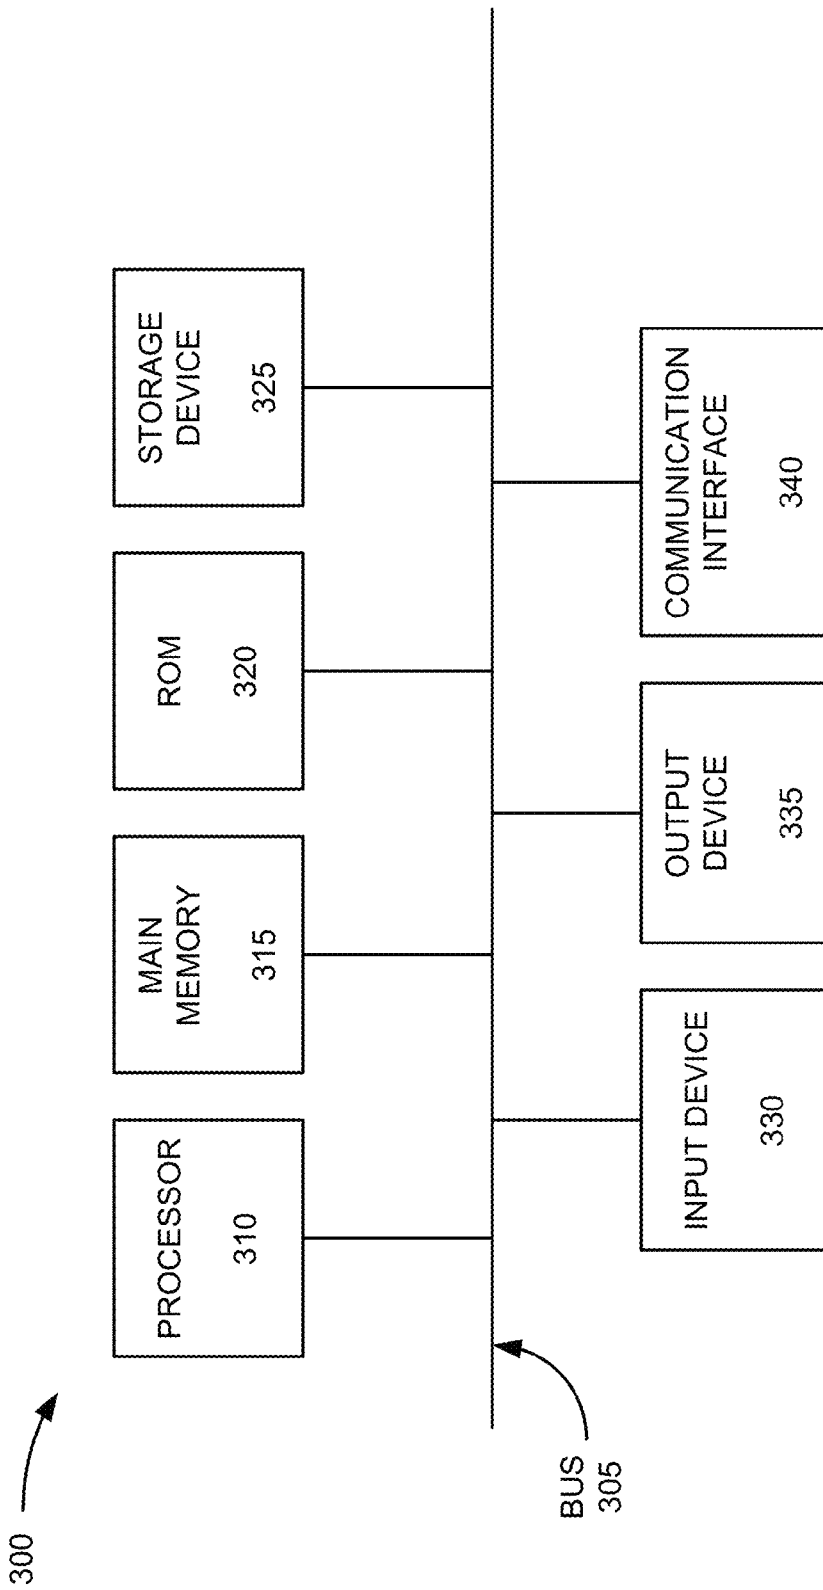 300
PROCESSOR
310
MAIN
MEMORY
315
ROM
320
STORAGE
DEVICE
325
BUS
305
INPUT DEVICE
330
OUTPUT
DEVICE
335
COMMUNICATION
INTERFACE
340